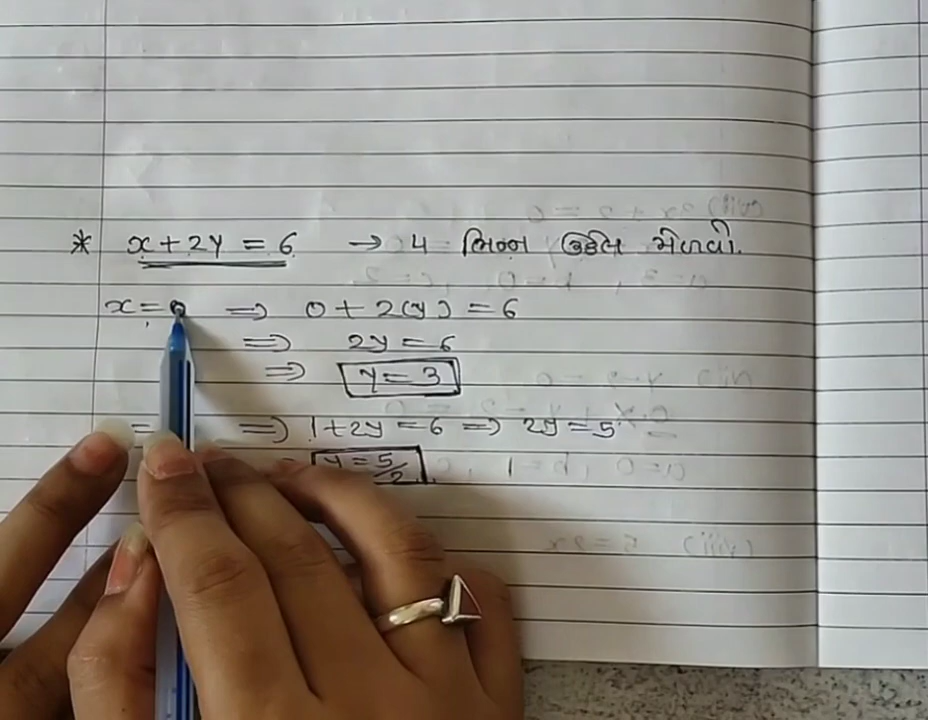 * x + 2y = 6 → 4 ભિન્ન ઉકેલ મેળવો.
x = 0 ⇒ 0 + 2(y) = 6
⇒ 2y = 6
⇒ y = 3
= ⇒ 1 + 2y = 6 ⇒ 2y = 5
y = 5/2